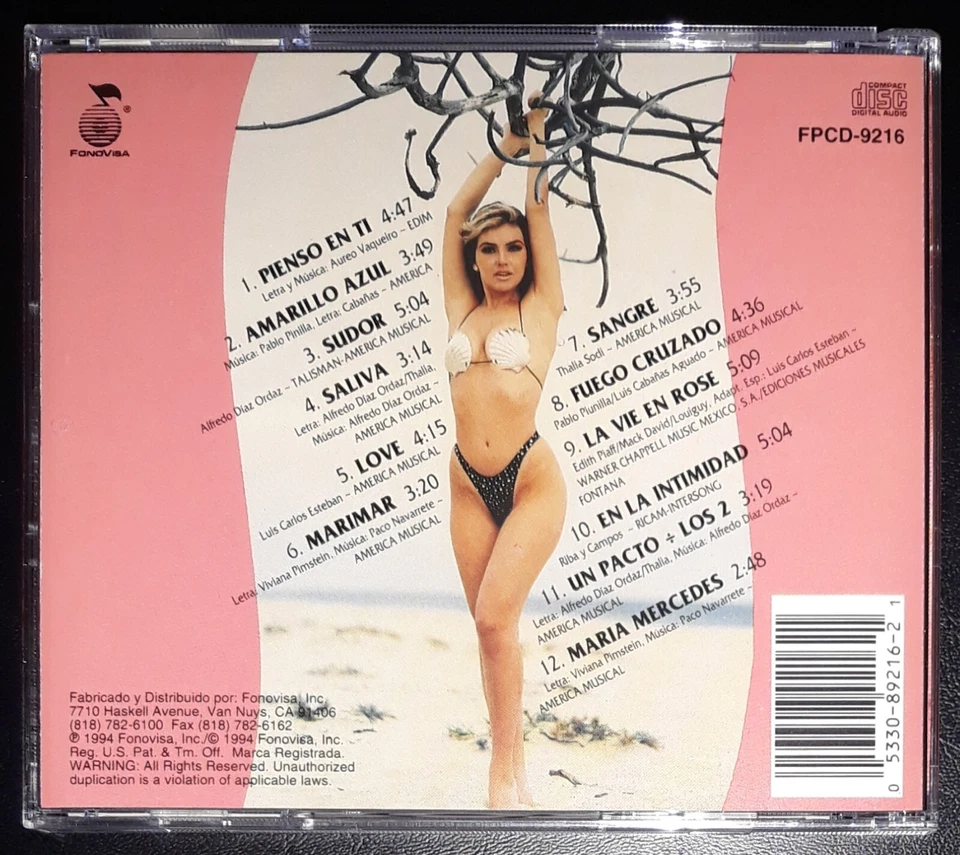 FONOVISA
®
COMPACT
disc
DIGITAL AUDIO
FPCD-9216
1. PIENSO EN TI 4:47
Letra y Música: Aureo Vaqueiro ~ EDIM
2. AMARILLO AZUL 3:49
Música: Pablo Pinilla, Letra: Cabañas ~ AMERICA
3. SUDOR 5:04
Alfredo Díaz Ordaz ~ TALISMAN-AMERICA MUSICAL
4. SALIVA 3:14
Letra: Alfredo Díaz Ordaz/Thalia,
Música: Alfredo Díaz Ordaz ~
AMERICA MUSICAL
5. LOVE 4:15
Luis Carlos Esteban ~ AMERICA MUSICAL
6. MARIMAR 3:20
Letra: Viviana Pimstein, Música: Paco Navarrete ~
AMERICA MUSICAL
7. SANGRE 3:55
Thalia Sodi ~ AMERICA MUSICAL
8. FUEGO CRUZADO 4:36
Pablo Piunilla/Luis Cabañas Aruado ~ AMERICA MUSICAL
9. LA VIE EN ROSE 5:09
Edith Piaff/Mack David/Louiguy, Adapt. Esp.: Luis Carlos Esteban ~
WARNER CHAPPELL MUSIC MEXICO, S.A./EDICIONES MUSICALES
FONTANA
10. EN LA INTIMIDAD 5:04
Riba y Campos ~ RICAM-INTERSONG
11. UN PACTO ÷ LOS 2 3:19
Letra: Alfredo Díaz Ordaz/Thalia, Música: Alfredo Díaz Ordaz ~
AMERICA MUSICAL
12. MARIA MERCEDES 2:48
Letra: Viviana Pimstein, Música: Paco Navarrete ~
AMERICA MUSICAL
Fabricado y Distribuido por: Fonovisa, Inc.
7710 Haskell Avenue, Van Nuys, CA 91406
(818) 782-6100 Fax (818) 782-6162
℗ 1994 Fonovisa, Inc./© 1994 Fonovisa, Inc.
Reg. U.S. Pat. & Tm. Off. Marca Registrada.
WARNING: All Rights Reserved. Unauthorized
duplication is a violation of applicable laws.
0 53330-89216-2 1